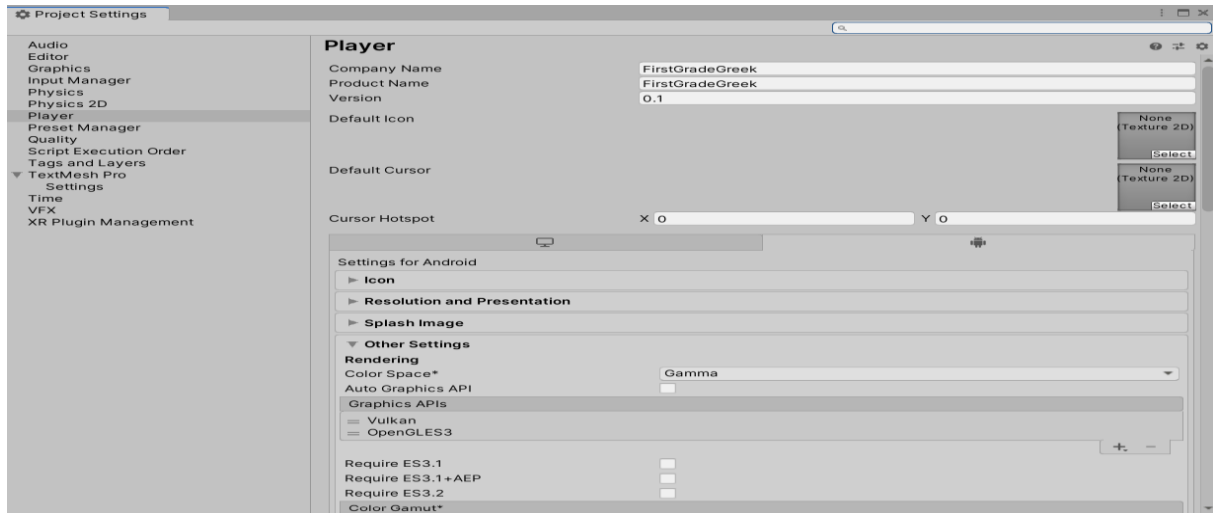 Project Settings
Audio
Editor
Graphics
Input Manager
Physics
Physics 2D
Player
Preset Manager
Quality
Script Execution Order
Tags and Layers
TextMesh Pro
Settings
Time
VFX
XR Plugin Management
Player
Company Name FirstGradeGreek
Product Name FirstGradeGreek
Version 0.1
Default Icon
None
(Texture 2D)
Select
Default Cursor
None
(Texture 2D)
Select
Cursor Hotspot X 0 Y 0
Settings for Android
Icon
Resolution and Presentation
Splash Image
Other Settings
Rendering
Color Space* Gamma
Auto Graphics API
Graphics APIs
Vulkan
OpenGLES3
Require ES3.1
Require ES3.1+AEP
Require ES3.2
Color Gamut*